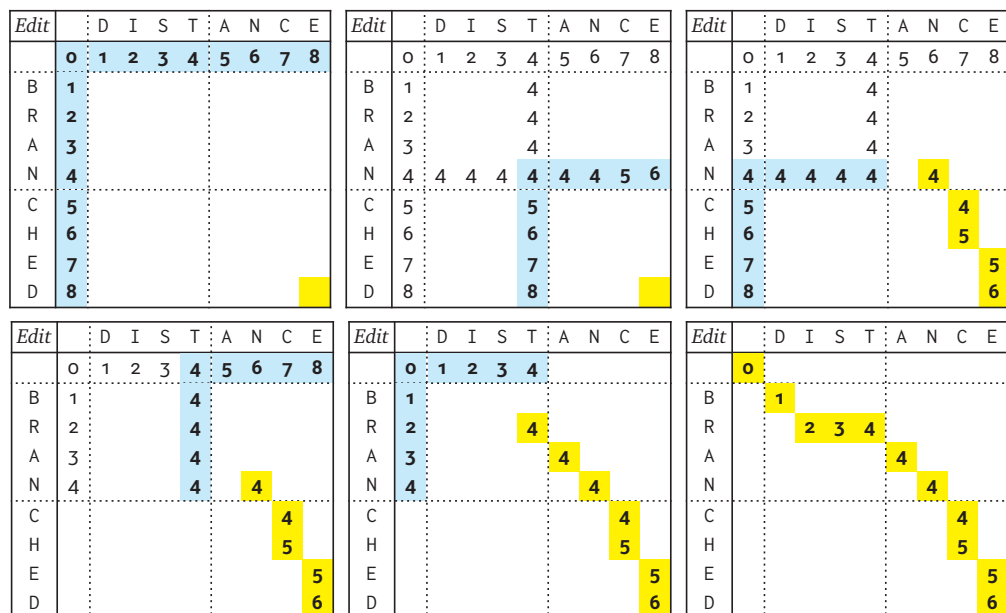 Edit D I S T A N C E
0 1 2 3 4 5 6 7 8
B 1
R 2
A 3
N 4
C 5
H 6
E 7
D 8
Edit D I S T A N C E
0 1 2 3 4 5 6 7 8
B 1 4
R 2 4
A 3 4
N 4 4 4 4 4 4 4 5 6
C 5 5
H 6 6
E 7 7
D 8 8
Edit D I S T A N C E
0 1 2 3 4 5 6 7 8
B 1 4
R 2 4
A 3 4
N 4 4 4 4 4 4
C 5 4
H 6 5
E 7 5
D 8 6
Edit D I S T A N C E
0 1 2 3 4 5 6 7 8
B 1 4
R 2 4
A 3 4
N 4 4 4
C 4
H 5
E 5
D 6
Edit D I S T A N C E
0 1 2 3 4
B 1
R 2 4
A 3 4
N 4 4
C 4
H 5
E 5
D 6
Edit D I S T A N C E
0
B 1
R 2 3 4
A 4
N 4
C 4
H 5
E 5
D 6